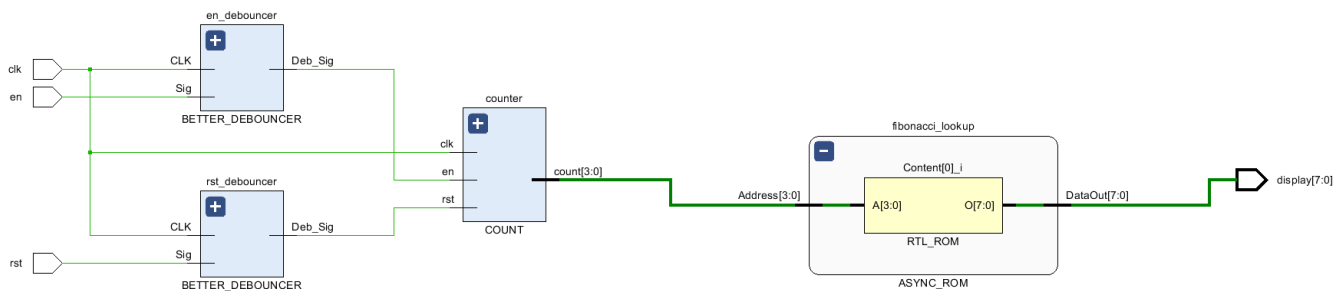 en_debouncer
clk
CLK
Deb_Sig
en
Sig
BETTER_DEBOUNCER
rst_debouncer
CLK
Deb_Sig
rst
Sig
BETTER_DEBOUNCER
counter
clk
en
count[3:0]
rst
COUNT
fibonacci_lookup
Content[0]_i
Address[3:0]
A[3:0]
O[7:0]
DataOut[7:0]
RTL_ROM
ASYNC_ROM
display[7:0]